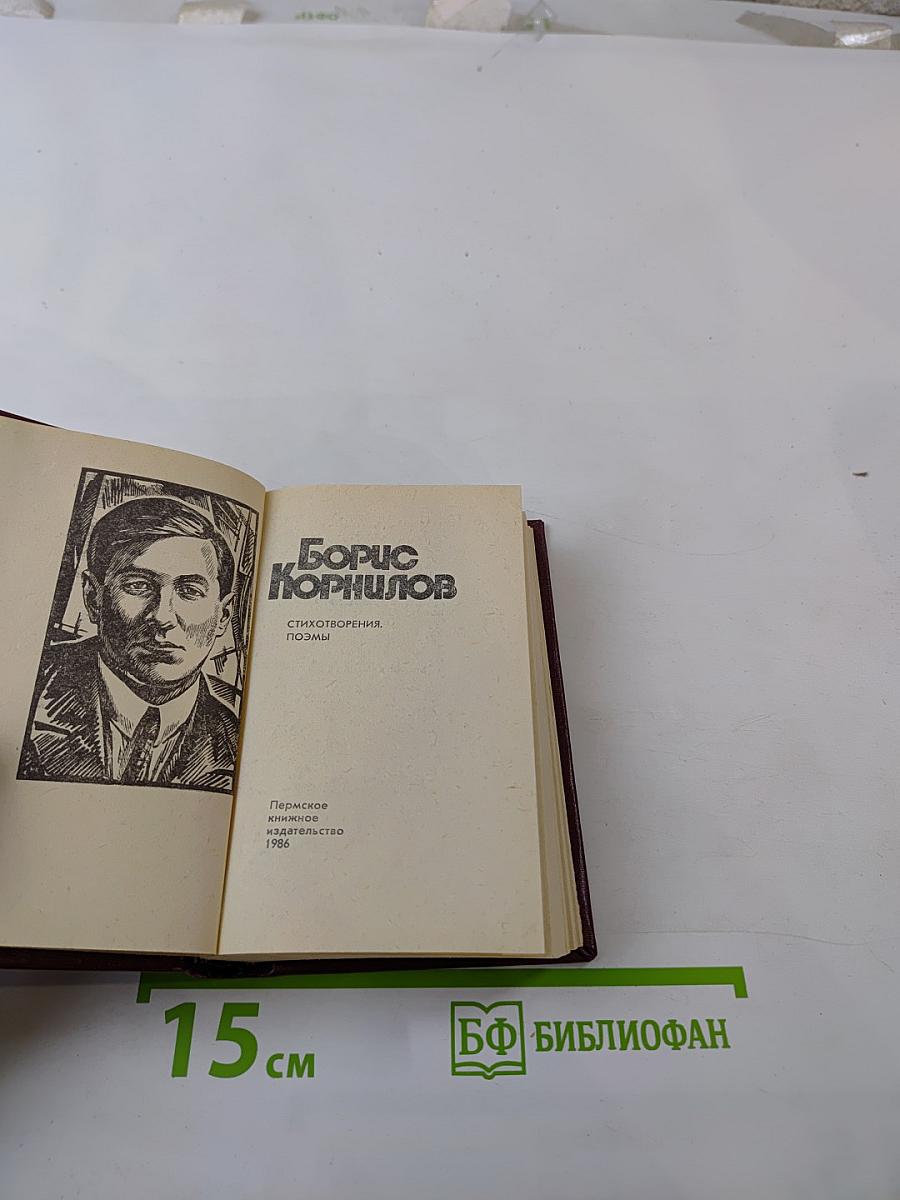 Борис
Корнилов
СТИХОТВОРЕНИЯ.
ПОЭМЫ
Пермское
книжное
издательство
1986
15 см
БФ БИБЛИОФАН